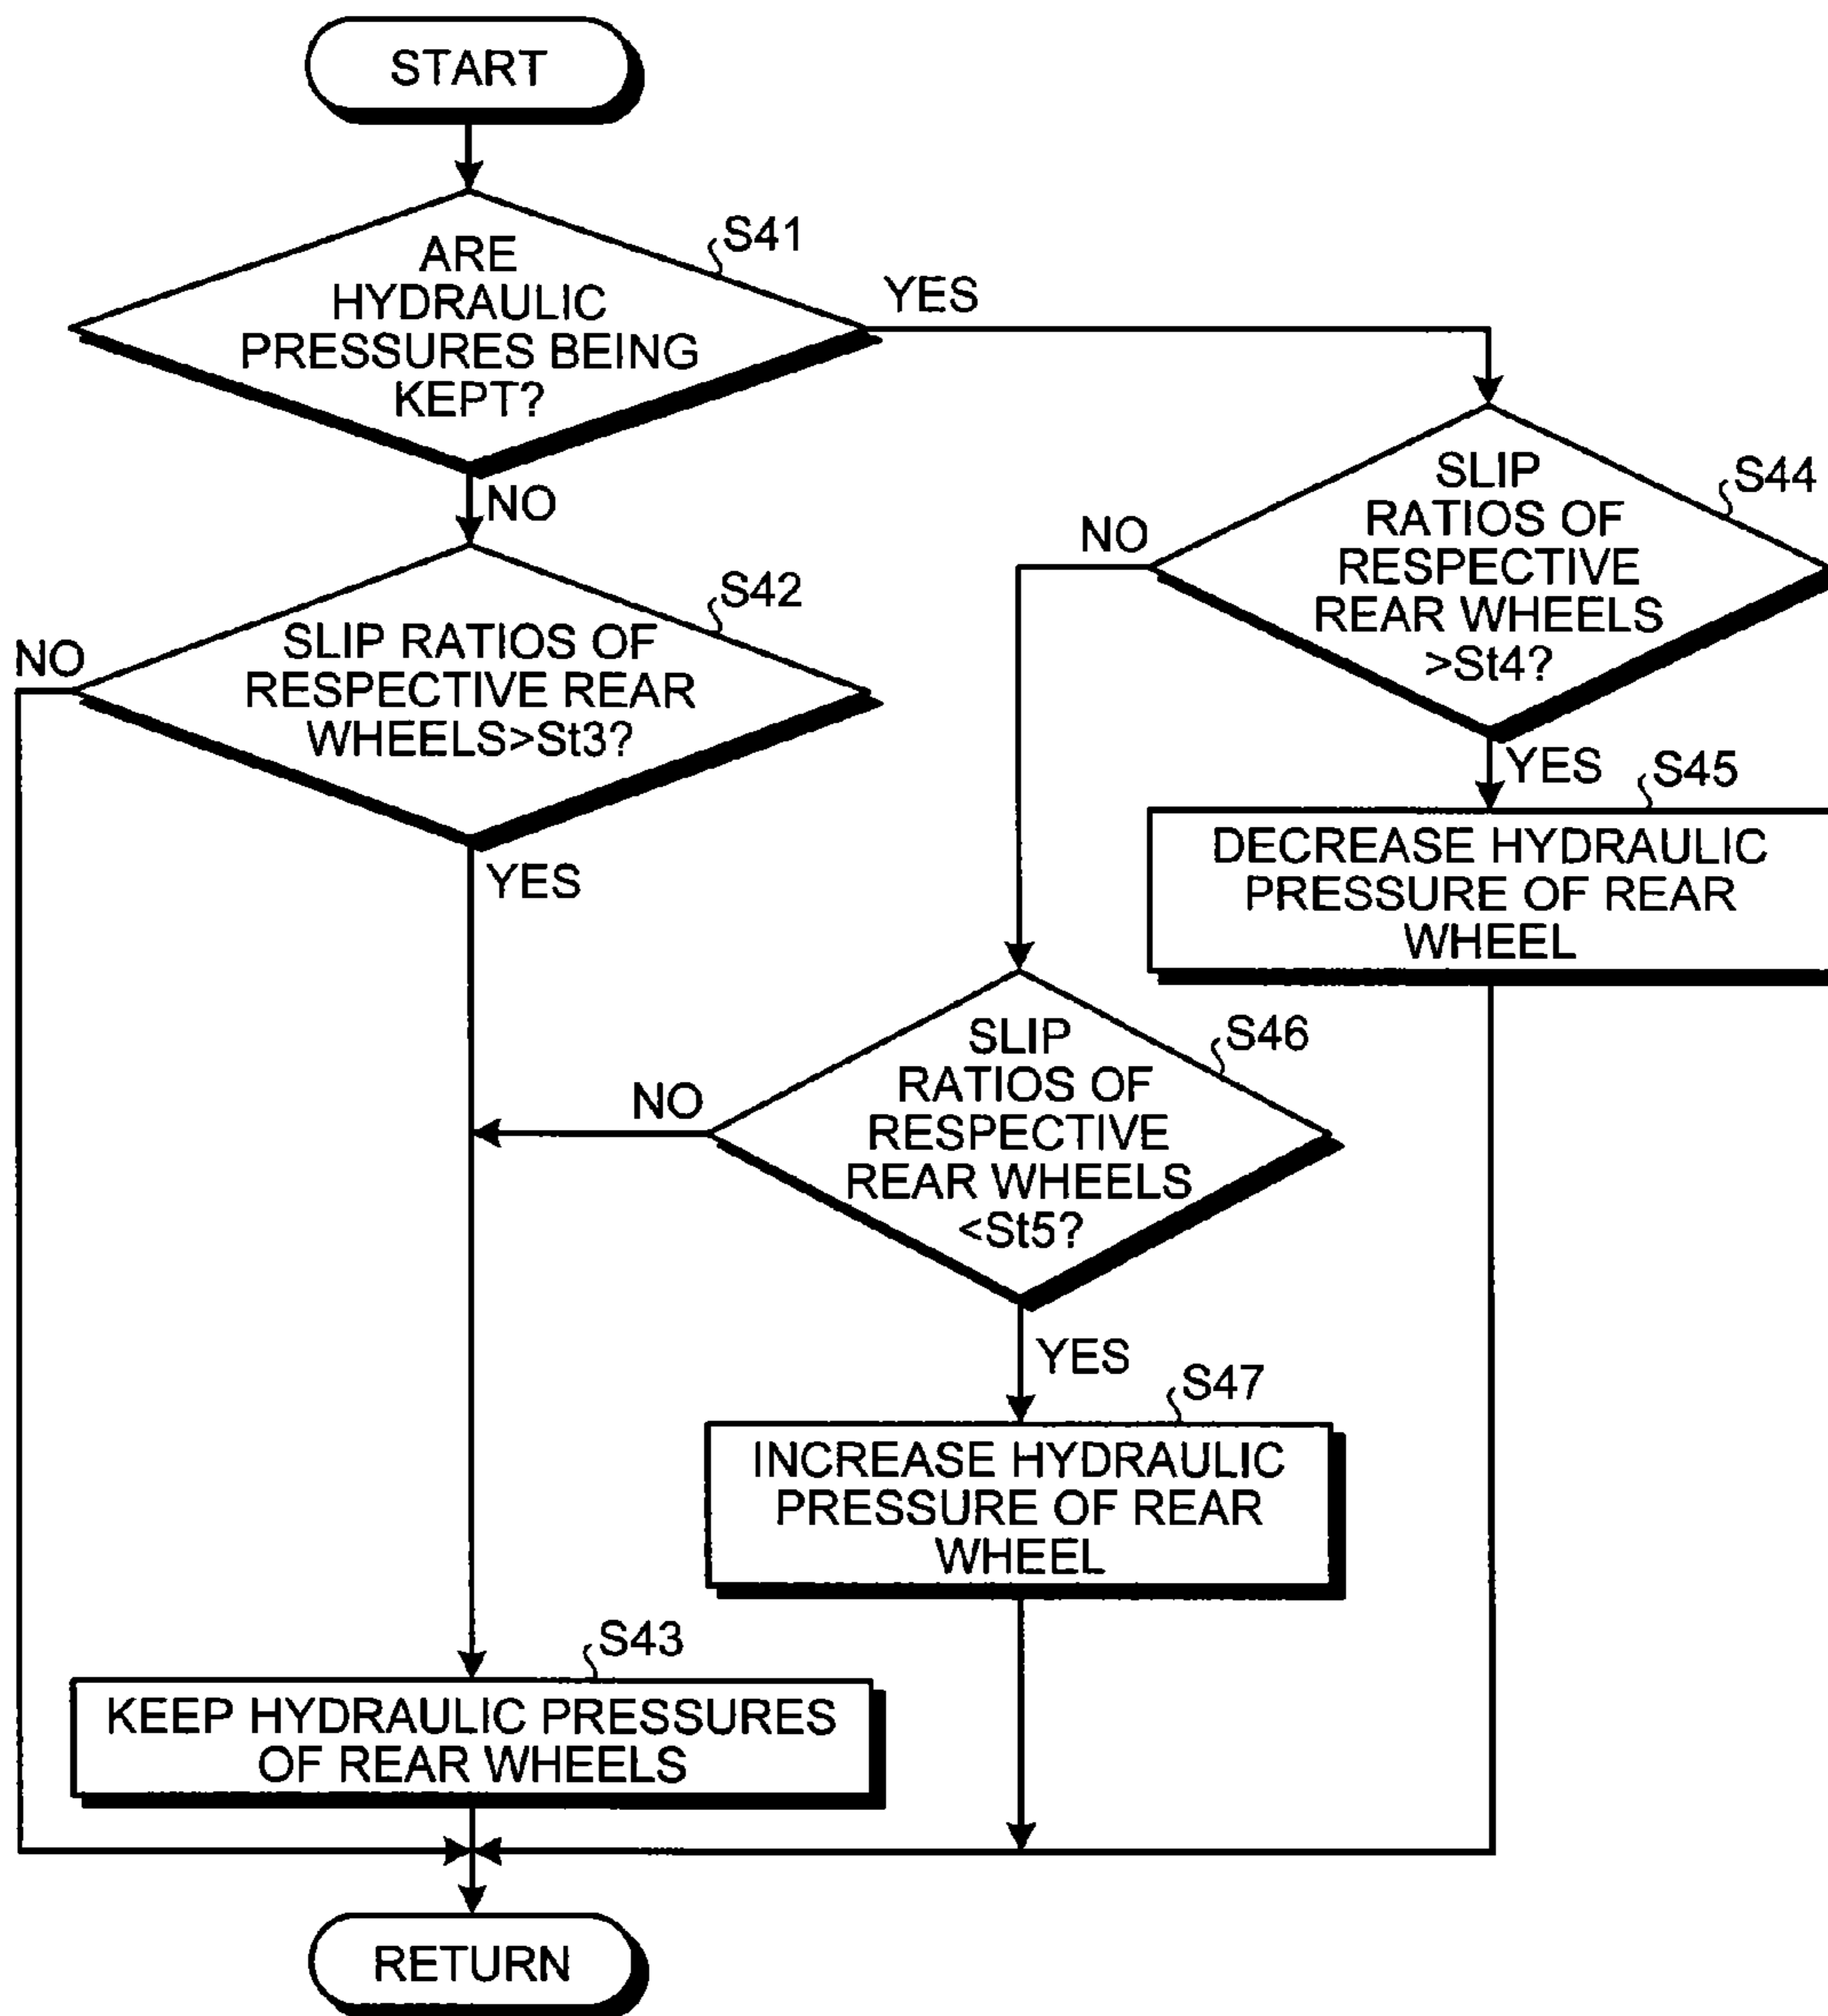 START
S41
ARE
HYDRAULIC
PRESSURES BEING
KEPT?
YES
NO
S44
SLIP
RATIOS OF
RESPECTIVE
REAR WHEELS
>St4?
NO
YES
S42
SLIP RATIOS OF
RESPECTIVE REAR
WHEELS>St3?
NO
YES
S45
DECREASE HYDRAULIC
PRESSURE OF REAR
WHEEL
S46
SLIP
RATIOS OF
RESPECTIVE
REAR WHEELS
<St5?
NO
YES
S47
INCREASE HYDRAULIC
PRESSURE OF REAR
WHEEL
S43
KEEP HYDRAULIC PRESSURES
OF REAR WHEELS
RETURN